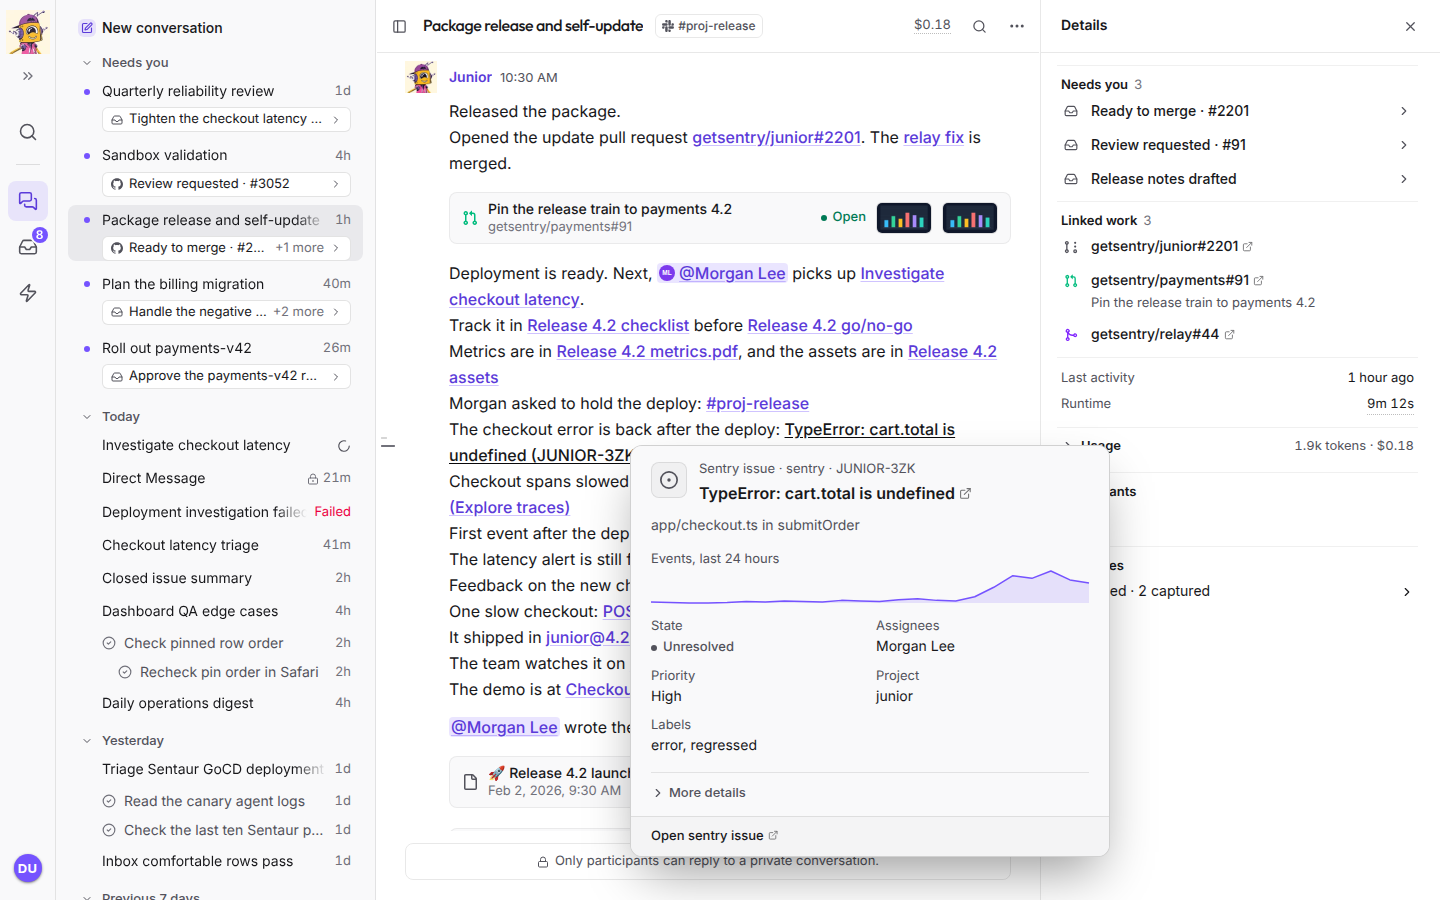 New conversation
Needs you
Quarterly reliability review 1d
Tighten the checkout latency ...
Sandbox validation 4h
Review requested · #3052
Package release and self-update 1h
Ready to merge · #2... +1 more
8
Plan the billing migration 40m
Handle the negative ... +2 more
Roll out payments-v42 26m
Approve the payments-v42 r...
Today
Investigate checkout latency
Direct Message 21m
Deployment investigation failed Failed
Checkout latency triage 41m
Closed issue summary 2h
Dashboard QA edge cases 4h
Check pinned row order 2h
Recheck pin order in Safari 2h
Daily operations digest 4h
Yesterday
Triage Sentaur GoCD deployment 1d
Read the canary agent logs 1d
Check the last ten Sentaur p... 1d
Inbox comfortable rows pass 1d
Previous 7 days
DU
Package release and self-update #proj-release $0.18
Junior 10:30 AM
Released the package.
Opened the update pull request getsentry/junior#2201. The relay fix is
merged.
Pin the release train to payments 4.2
getsentry/payments#91
Open
Deployment is ready. Next, ML @Morgan Lee picks up Investigate
checkout latency.
Track it in Release 4.2 checklist before Release 4.2 go/no-go
Metrics are in Release 4.2 metrics.pdf, and the assets are in Release 4.2
assets
Morgan asked to hold the deploy: #proj-release
The checkout error is back after the deploy: TypeError: cart.total is
undefined (JUNIOR-3ZK
Checkout spans slowed
(Explore traces)
First event after the dep
The latency alert is still f
Feedback on the new ch
One slow checkout: POS
It shipped in junior@4.2
The team watches it on
The demo is at Checkou
@Morgan Lee wrote the
🚀 Release 4.2 launch
Feb 2, 2026, 9:30 AM
Only participants can reply to a private conversation.
Sentry issue · sentry · JUNIOR-3ZK
TypeError: cart.total is undefined
app/checkout.ts in submitOrder
Events, last 24 hours
State
Unresolved
Assignees
Morgan Lee
Priority
High
Project
junior
Labels
error, regressed
More details
Open sentry issue
Details
Needs you 3
Ready to merge · #2201
Review requested · #91
Release notes drafted
Linked work 3
getsentry/junior#2201
getsentry/payments#91
Pin the release train to payments 4.2
getsentry/relay#44
Last activity 1 hour ago
Runtime 9m 12s
Usage 1.9k tokens · $0.18
ants
es
ed · 2 captured